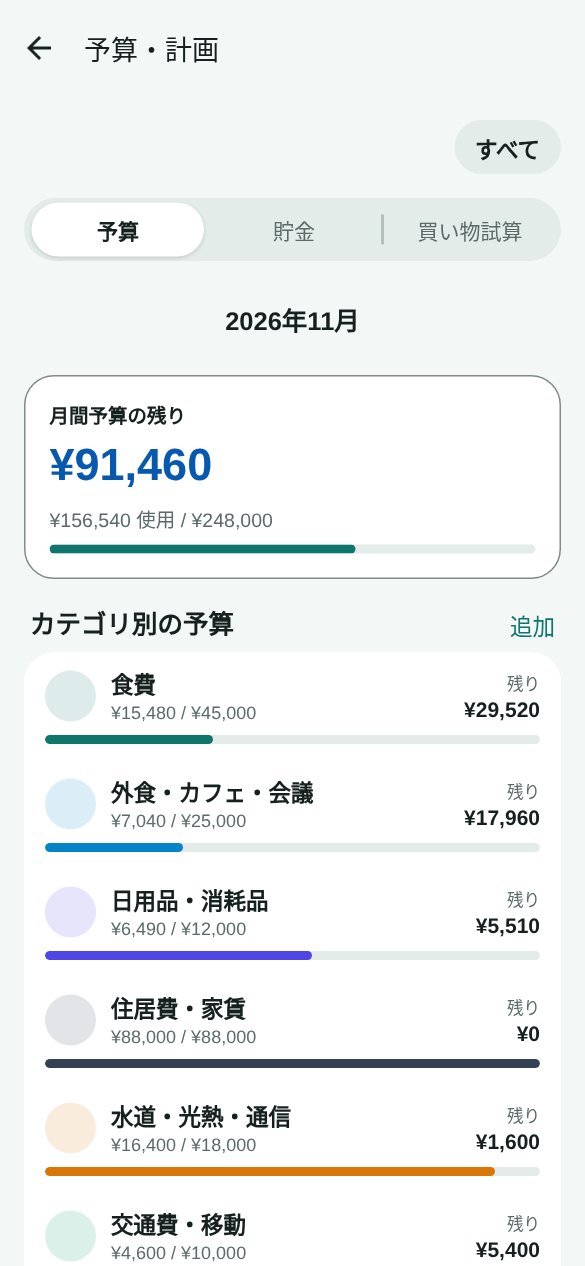 予算・計画
すべて
予算
貯金
買い物試算
2026年11月
月間予算の残り
¥91,460
¥156,540 使用 / ¥248,000
カテゴリ別の予算
追加
食費
¥15,480 / ¥45,000
残り
¥29,520
外食・カフェ・会議
¥7,040 / ¥25,000
残り
¥17,960
日用品・消耗品
¥6,490 / ¥12,000
残り
¥5,510
住居費・家賃
¥88,000 / ¥88,000
残り
¥0
水道・光熱・通信
¥16,400 / ¥18,000
残り
¥1,600
交通費・移動
¥4,600 / ¥10,000
残り
¥5,400